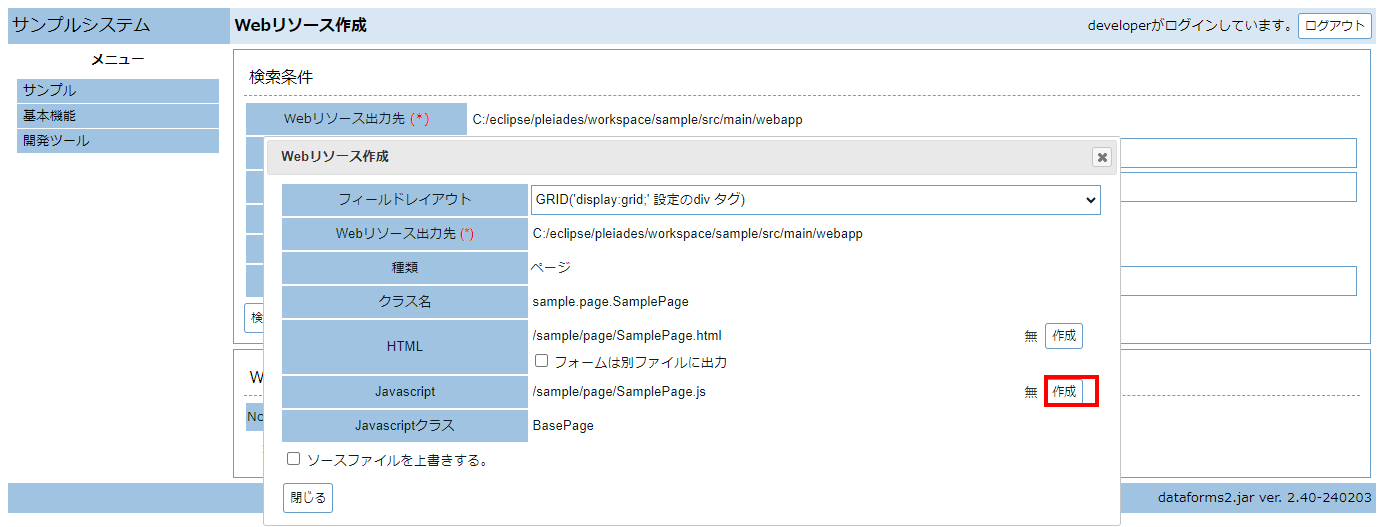 サンプルシステム
Webリソース作成
developerがログインしています。 ログアウト
メニュー
サンプル
基本機能
開発ツール
検索条件
Webリソース出力先 (*) C:/eclipse/pleiades/workspace/sample/src/main/webapp
Webリソース作成
フィールドレイアウト GRID('display:grid;' 設定のdiv タグ)
Webリソース出力先 (*) C:/eclipse/pleiades/workspace/sample/src/main/webapp
種類 ページ
クラス名 sample.page.SamplePage
HTML /sample/page/SamplePage.html 無 作成
フォームは別ファイルに出力
Javascript /sample/page/SamplePage.js 無 作成
Javascriptクラス BasePage
ソースファイルを上書きする。
閉じる
検
W
No
dataforms2.jar ver. 2.40-240203